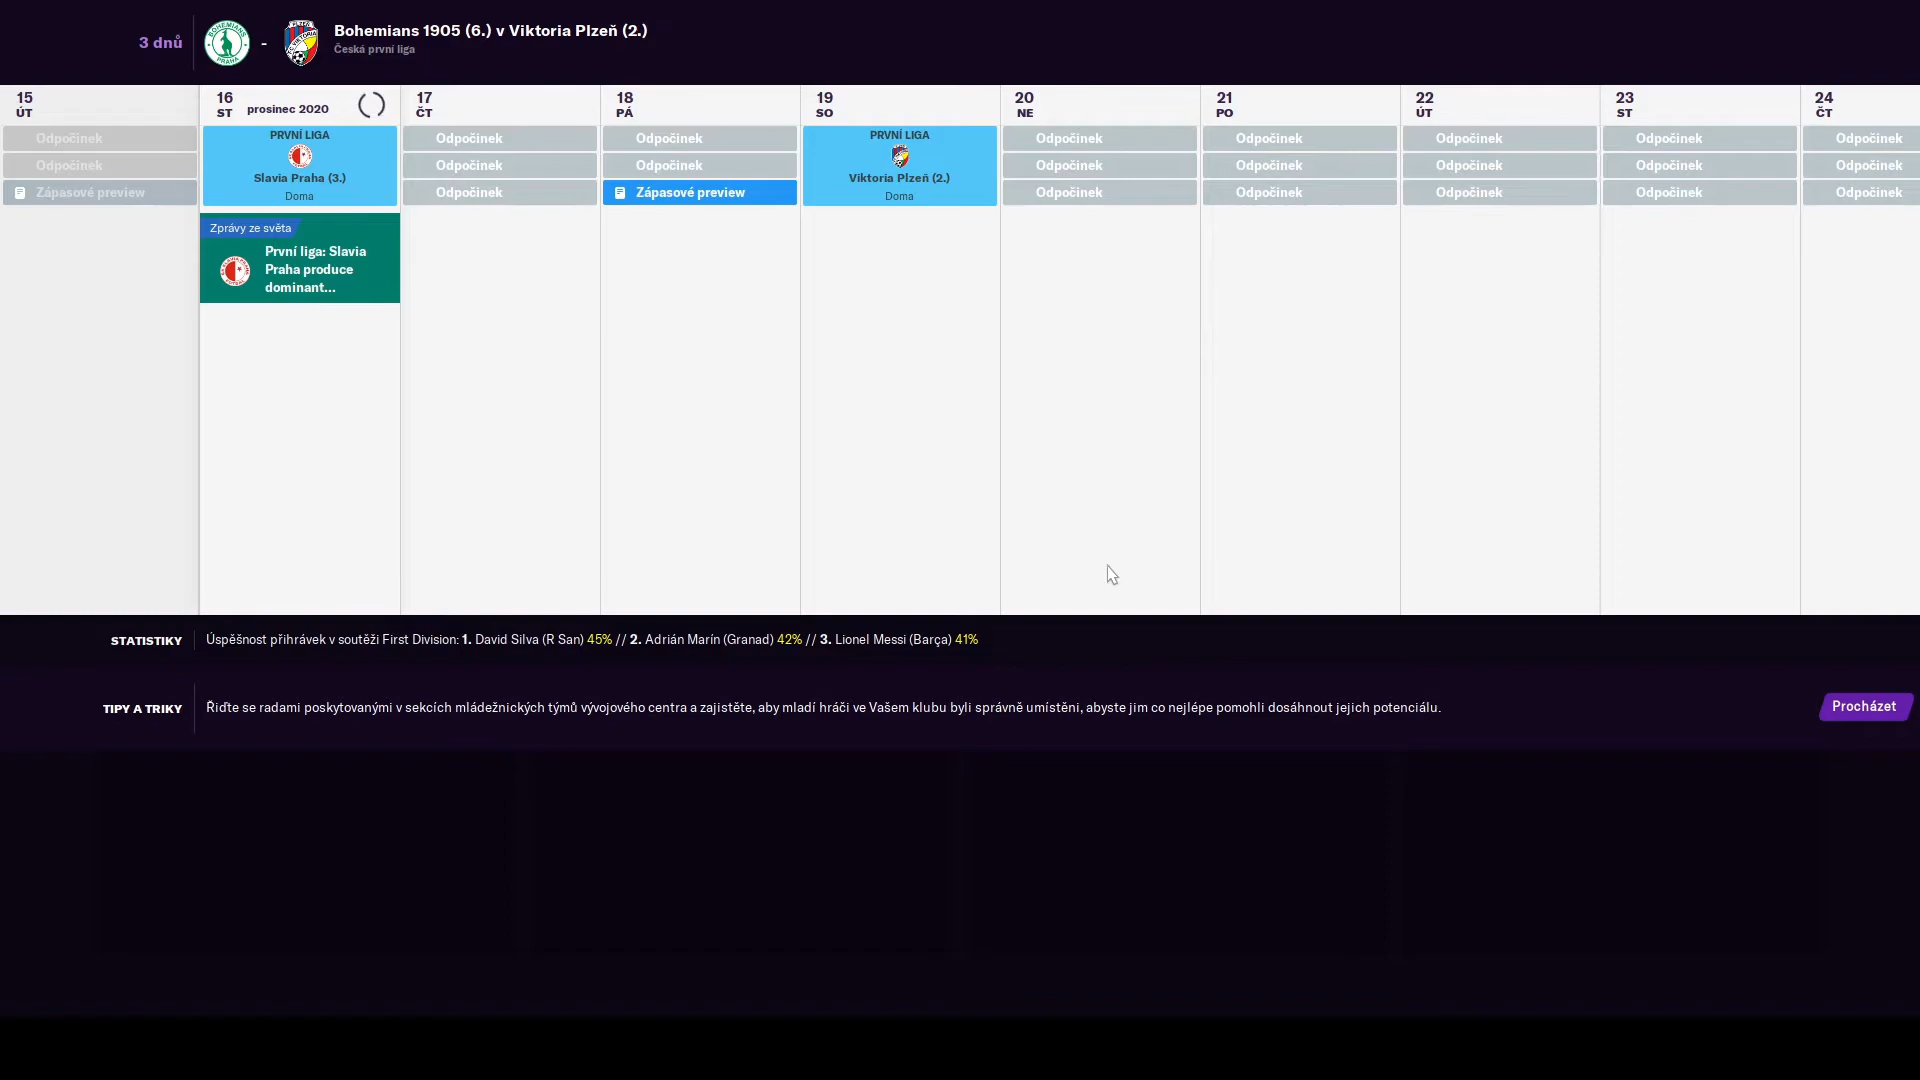 3 dnů
-
Bohemians 1905 (6.) v Viktoria Plzeň (2.)
Česká první liga
15
ÚT
Odpočinek
Odpočinek
Zápasové preview
16
ST prosinec 2020
PRVNÍ LIGA
Slavia Praha (3.)
Doma
Zprávy ze světa
První liga: Slavia
Praha produce
dominant...
17
ČT
Odpočinek
Odpočinek
Odpočinek
18
PÁ
Odpočinek
Odpočinek
Zápasové preview
19
SO
PRVNÍ LIGA
Viktoria Plzeň (2.)
Doma
20
NE
Odpočinek
Odpočinek
Odpočinek
21
PO
Odpočinek
Odpočinek
Odpočinek
22
ÚT
Odpočinek
Odpočinek
Odpočinek
23
ST
Odpočinek
Odpočinek
Odpočinek
24
ČT
Odpočinek
Odpočinek
Odpočinek
STATISTIKY Úspěšnost přihrávek v soutěži First Division: 1. David Silva (R San) 45% // 2. Adrián Marín (Granad) 42% // 3. Lionel Messi (Barça) 41%
TIPY A TRIKY Řiďte se radami poskytovanými v sekcích mládežnických týmů vývojového centra a zajistěte, aby mladí hráči ve Vašem klubu byli správně umístěni, abyste jim co nejlépe pomohli dosáhnout jejich potenciálu.
Procházet